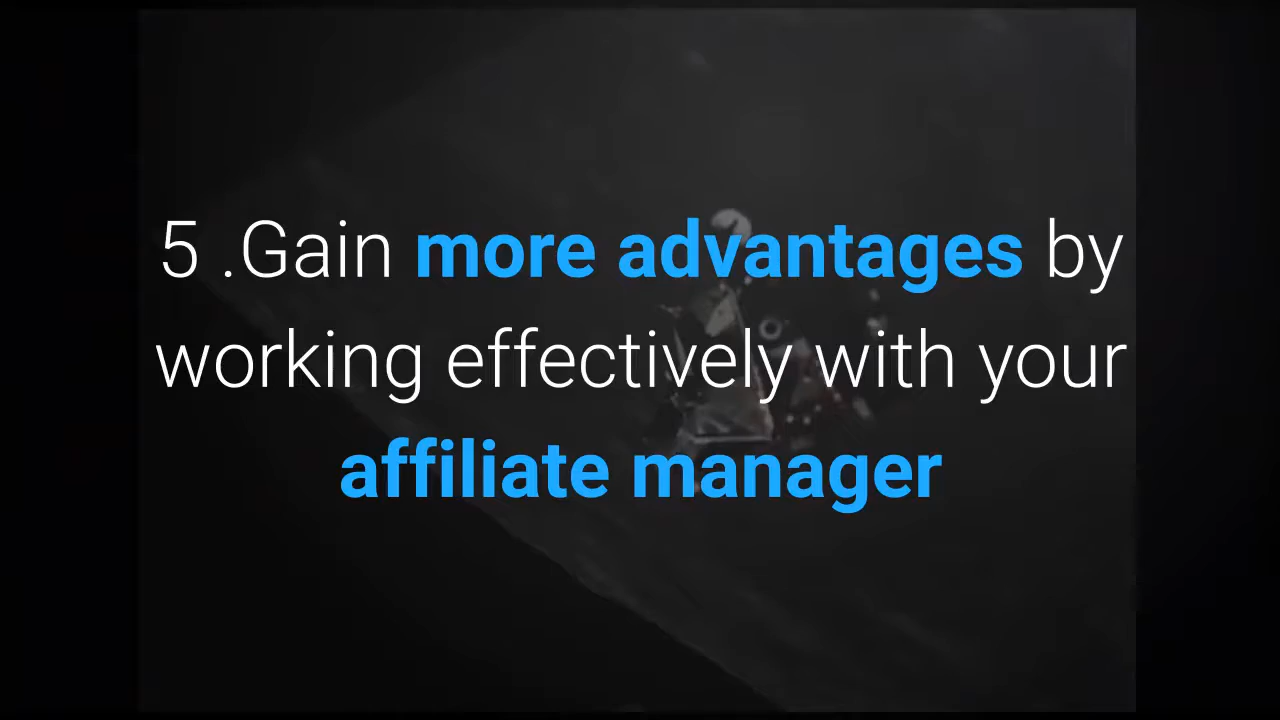 5 .Gain more advantages by
working effectively with your
affiliate manager